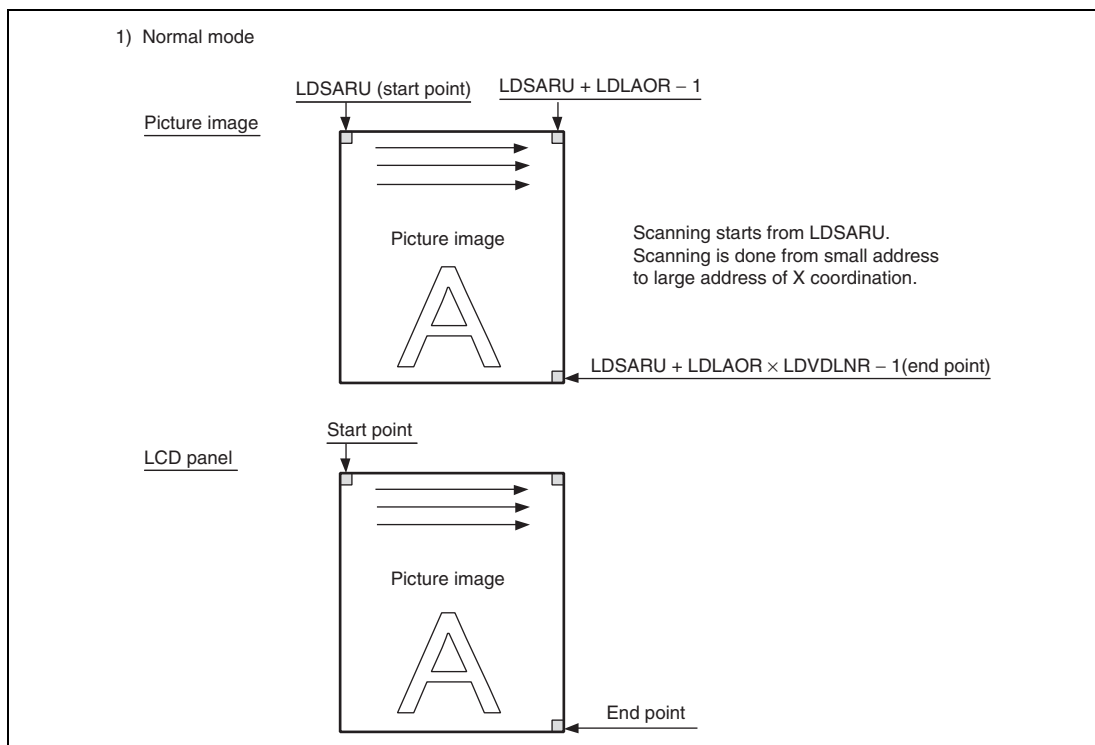 1) Normal mode
LDSARU (start point)
LDSARU + LDLAOR – 1
Picture image
Picture image
A
Scanning starts from LDSARU.
Scanning is done from small address
to large address of X coordination.
LDSARU + LDLAOR × LDVDLNR – 1(end point)
Start point
LCD panel
Picture image
A
End point